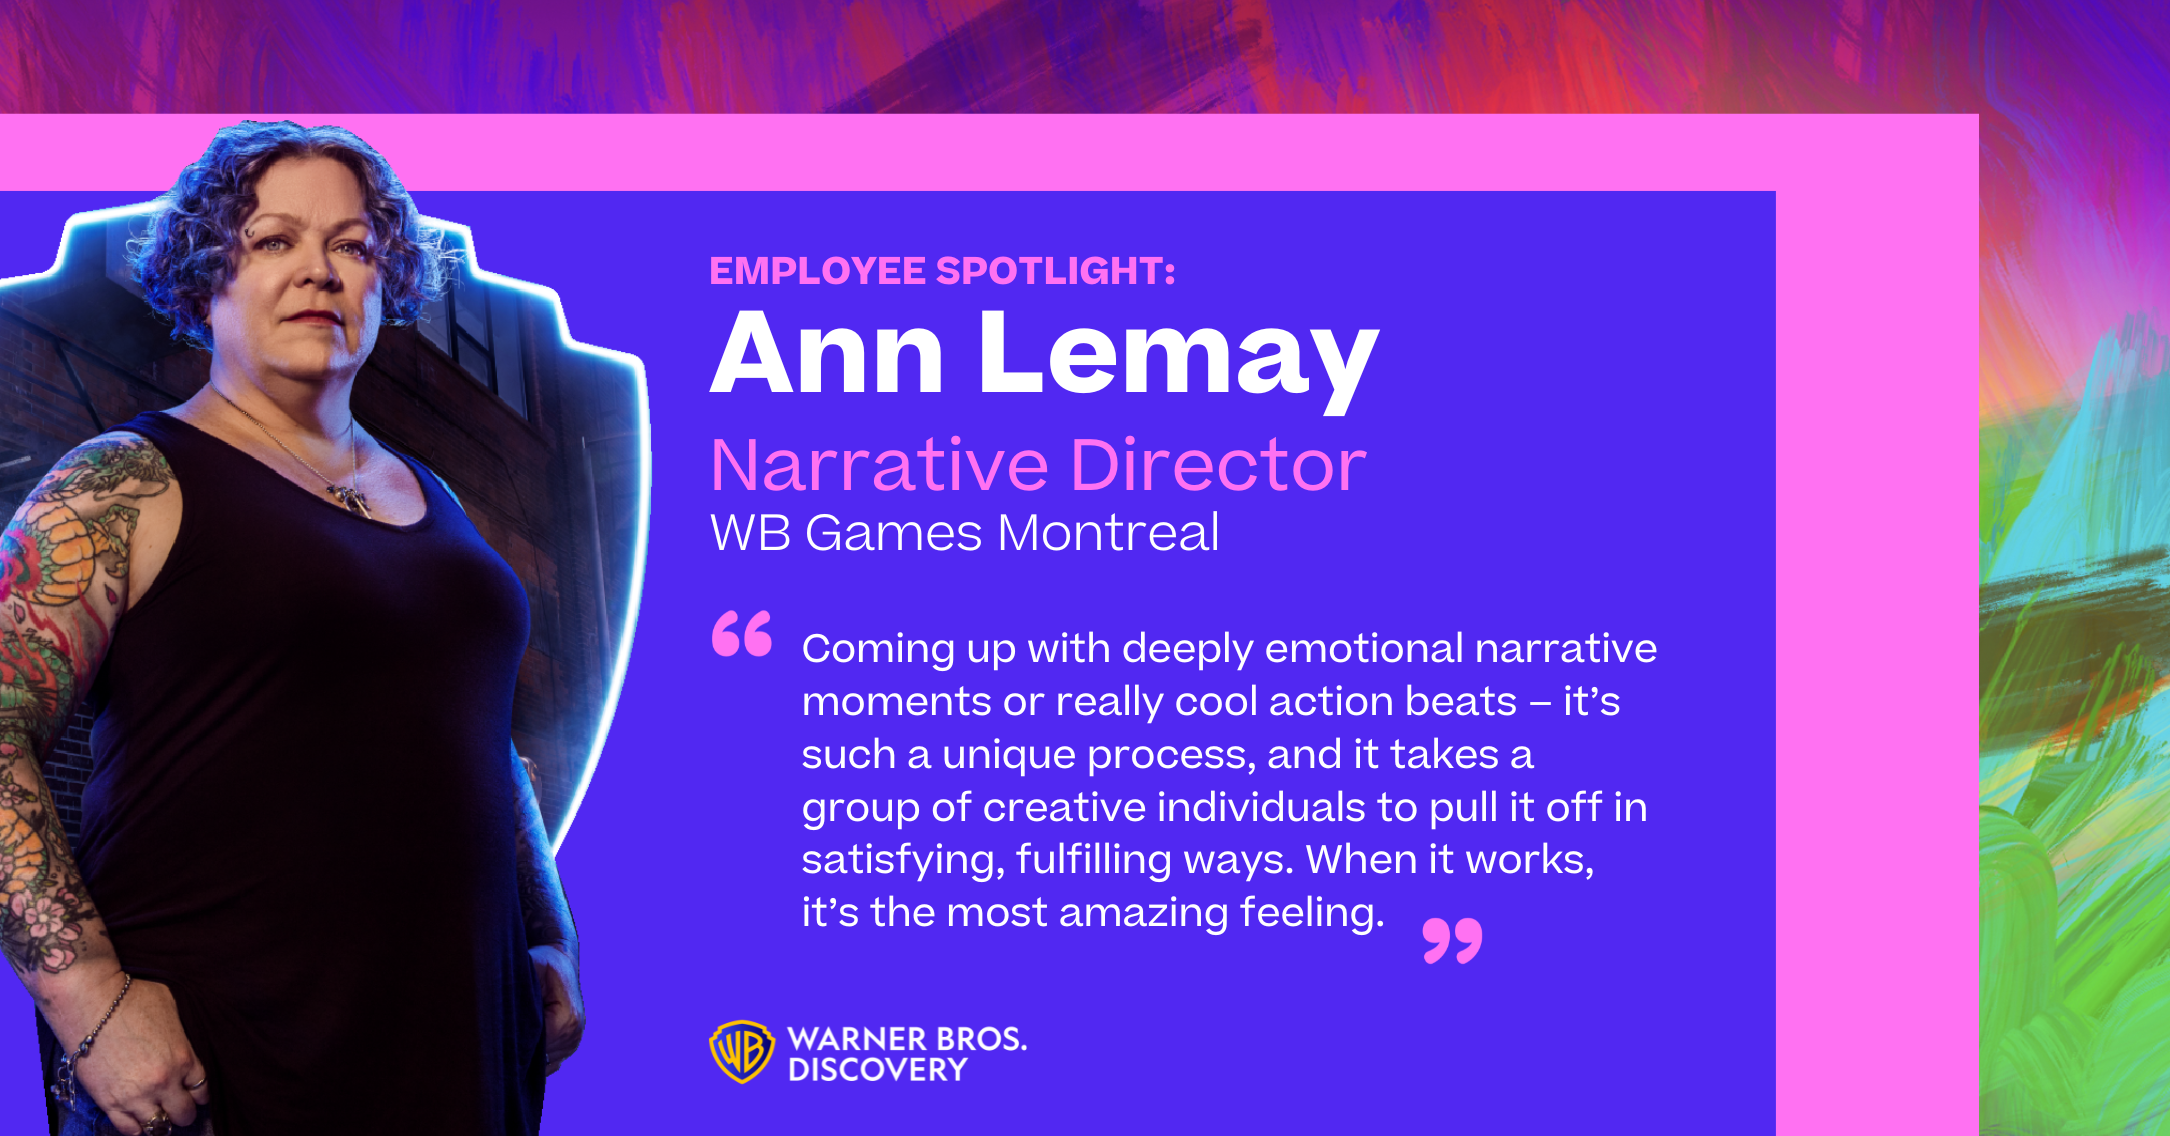 EMPLOYEE SPOTLIGHT:
Ann Lemay
Narrative Director
WB Games Montreal
“ Coming up with deeply emotional narrative
moments or really cool action beats – it’s
such a unique process, and it takes a
group of creative individuals to pull it off in
satisfying, fulfilling ways. When it works,
it’s the most amazing feeling. ”
WB WARNER BROS.
DISCOVERY